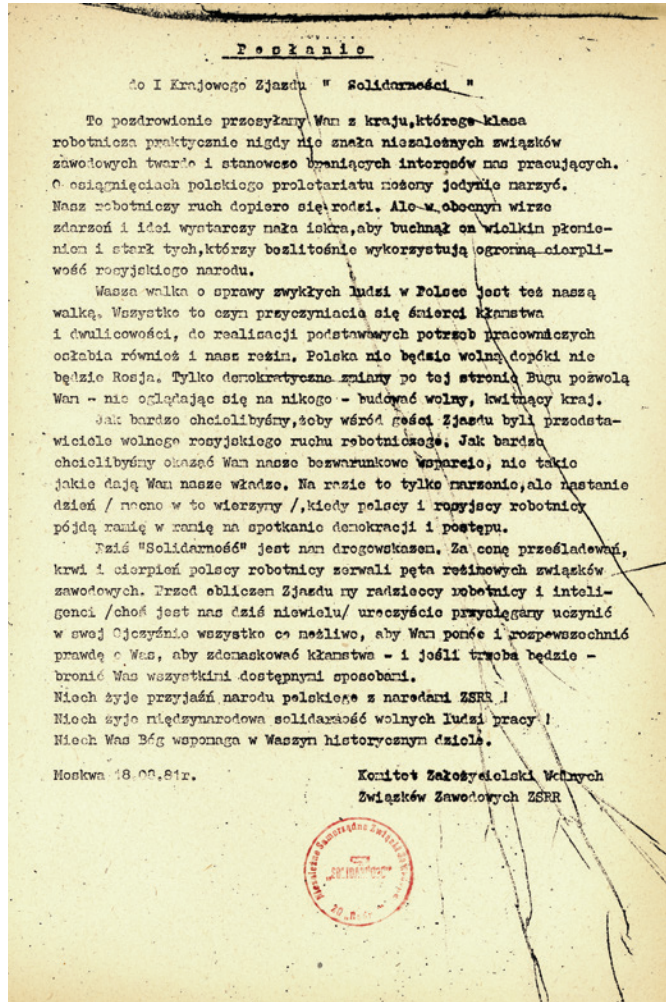 Posłanie
do I Krajowego Zjazdu " Solidarności "
To pozdrowienie przesyłamy Wam z kraju,którego klasa
robotnicza praktycznie nigdy nie znała niezależnych związków
zawodowych twardo i stanowczo broniących interesów mas pracujących.
O osiągnięciach polskiego proletariatu możemy jedynie marzyć.
Nasz robotniczy ruch dopiero się rodzi. Ale w obecnym wirze
zdarzeń i idei wystarczy mała iskra,aby buchnął on wielkim płomie-
niem i starł tych,którzy bezlitośnie wykorzystują ogromną cierpli-
wość rosyjskiego narodu.
Wasza walka o sprawy zwykłych ludzi w Polsce jest też naszą
walką. Wszystko to czym przyczyniacie się śmierci kłamstwa
i dwulicowości, do realisacji podstawowych potrzeb pracowniczych
osłabia również i nasz reżim. Polska nie będzie wolną dopóki nie
będzie Rosja. Tylko demokratyczne zmiany po tej stronie Bugu pozwolą
Wam - nie oglądając się na nikogo - budować wolny, kwitnący kraj.
Jak bardzo chcielibyśmy,żeby wśród gości Zjazdu byli przedsta-
wiciele wolnego rosyjskiego ruchu robotniczego. Jak bardzo
chcielibyśmy okazać Wam nasze bezwarunkowe wsparcie, nie takie
jakie dają Wam nasze władze. Na razie to tylko marzenie,ale nastanie
dzień / mocno w to wierzymy /,kiedy polscy i rosyjscy robotnicy
pójdą ramię w ramię na spotkanie demokracji i postępu.
Dziś "Solidarność" jest nam drogowskazem. Za cenę prześladowań,
krwi i cierpień polscy robotnicy zerwali pęta reżimowych związków
zawodowych. Przed obliczem Zjazdu my radzieccy robotnicy i inteli-
genci /choć jest nas dziś niewielu/ uroczyście przysięgamy uczynić
w swej Ojczyźnie wszystko co możliwe, aby Wam pomóc i rozpowszechnić
prawdę o Was, aby zdemaskować kłamstwa - i jeśli trzeba będzie -
bronić Was wszystkimi dostępnymi sposobami.
Niech żyje przyjaźń narodu polskiego z narodami ZSRR !
Niech żyje międzynarodowa solidarność wolnych ludzi pracy !
Niech Was Bóg wspomaga w Waszym historycznym dziele.
Moskwa 18.09.81r.
Komitet Założycielski Wolnych
Związków Zawodowych ZSRR
Niezależny Samorządny Związek Zawodowy